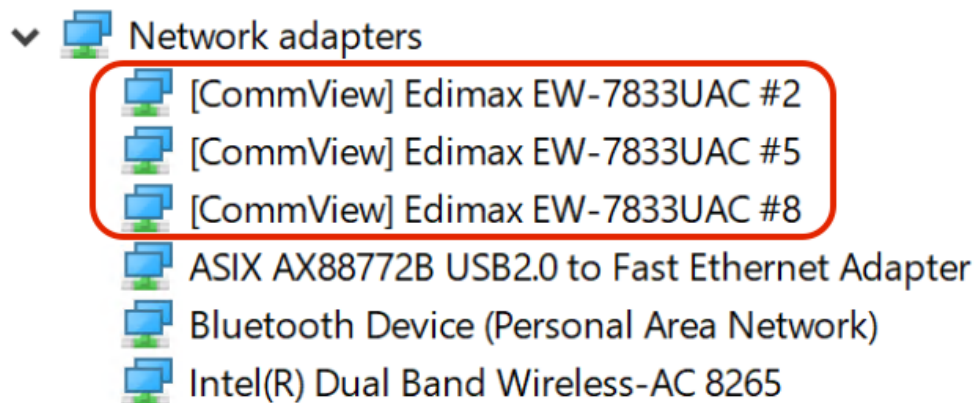 Network adapters
[CommView] Edimax EW-7833UAC #2
[CommView] Edimax EW-7833UAC #5
[CommView] Edimax EW-7833UAC #8
ASIX AX88772B USB2.0 to Fast Ethernet Adapter
Bluetooth Device (Personal Area Network)
Intel(R) Dual Band Wireless-AC 8265